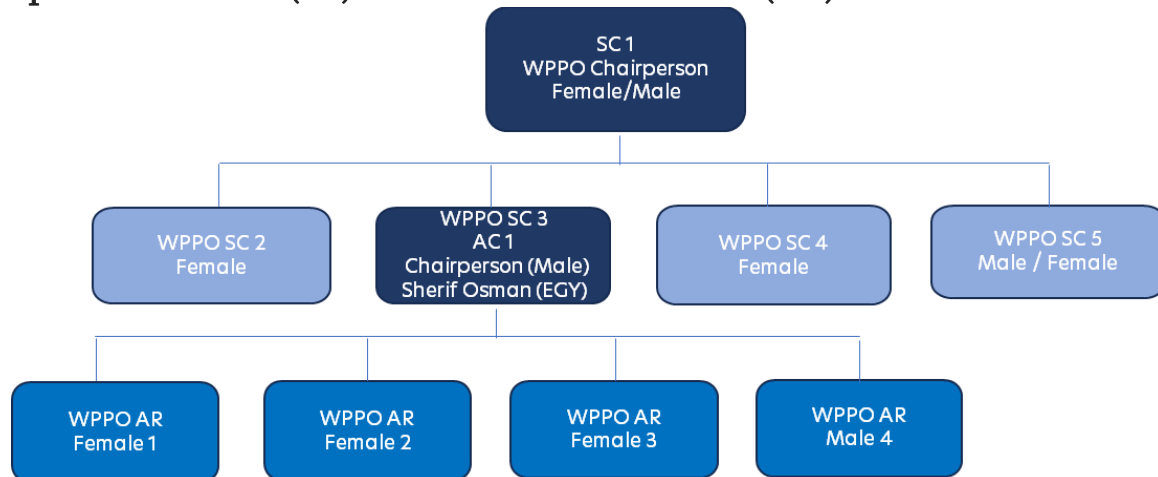 (
)
(
)
SC 1
WPPO Chairperson
Female/Male
WPPO SC 2
Female
WPPO SC 3
AC 1
Chairperson (Male)
Sherif Osman (EGY)
WPPO SC 4
Female
WPPO SC 5
Male / Female
WPPO AR
Female 1
WPPO AR
Female 2
WPPO AR
Female 3
WPPO AR
Male 4